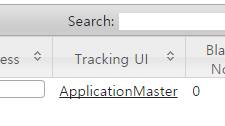 Search:
ess Tracking UI Bla
No
ApplicationMaster 0